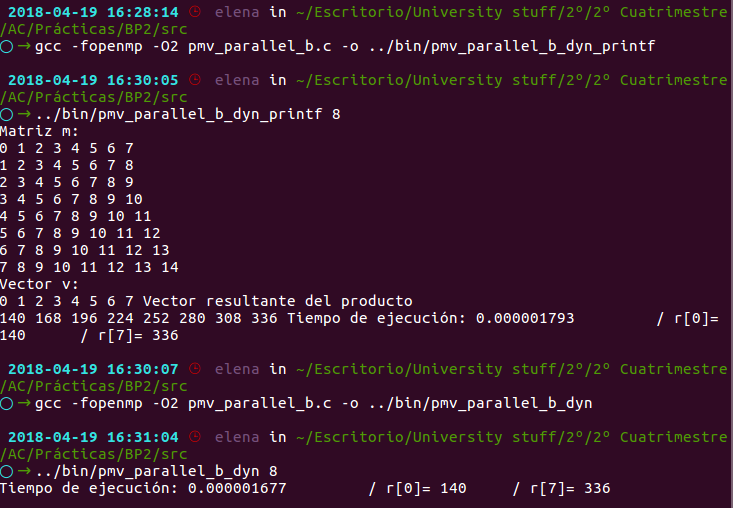 2018-04-19 16:28:14 elena in ~/Escritorio/University stuff/2º/2º Cuatrimestre
/AC/Prácticas/BP2/src
○ → gcc -fopenmp -O2 pmv_parallel_b.c -o ../bin/pmv_parallel_b_dyn_printf
2018-04-19 16:30:05 elena in ~/Escritorio/University stuff/2º/2º Cuatrimestre
/AC/Prácticas/BP2/src
○ → ../bin/pmv_parallel_b_dyn_printf 8
Matriz m:
0 1 2 3 4 5 6 7
1 2 3 4 5 6 7 8
2 3 4 5 6 7 8 9
3 4 5 6 7 8 9 10
4 5 6 7 8 9 10 11
5 6 7 8 9 10 11 12
6 7 8 9 10 11 12 13
7 8 9 10 11 12 13 14
Vector v:
0 1 2 3 4 5 6 7 Vector resultante del producto
140 168 196 224 252 280 308 336 Tiempo de ejecución: 0.000001793 / r[0]=
140 / r[7]= 336
2018-04-19 16:30:07 elena in ~/Escritorio/University stuff/2º/2º Cuatrimestre
/AC/Prácticas/BP2/src
○ → gcc -fopenmp -O2 pmv_parallel_b.c -o ../bin/pmv_parallel_b_dyn
2018-04-19 16:31:04 elena in ~/Escritorio/University stuff/2º/2º Cuatrimestre
/AC/Prácticas/BP2/src
○ → ../bin/pmv_parallel_b_dyn 8
Tiempo de ejecución: 0.000001677 / r[0]= 140 / r[7]= 336